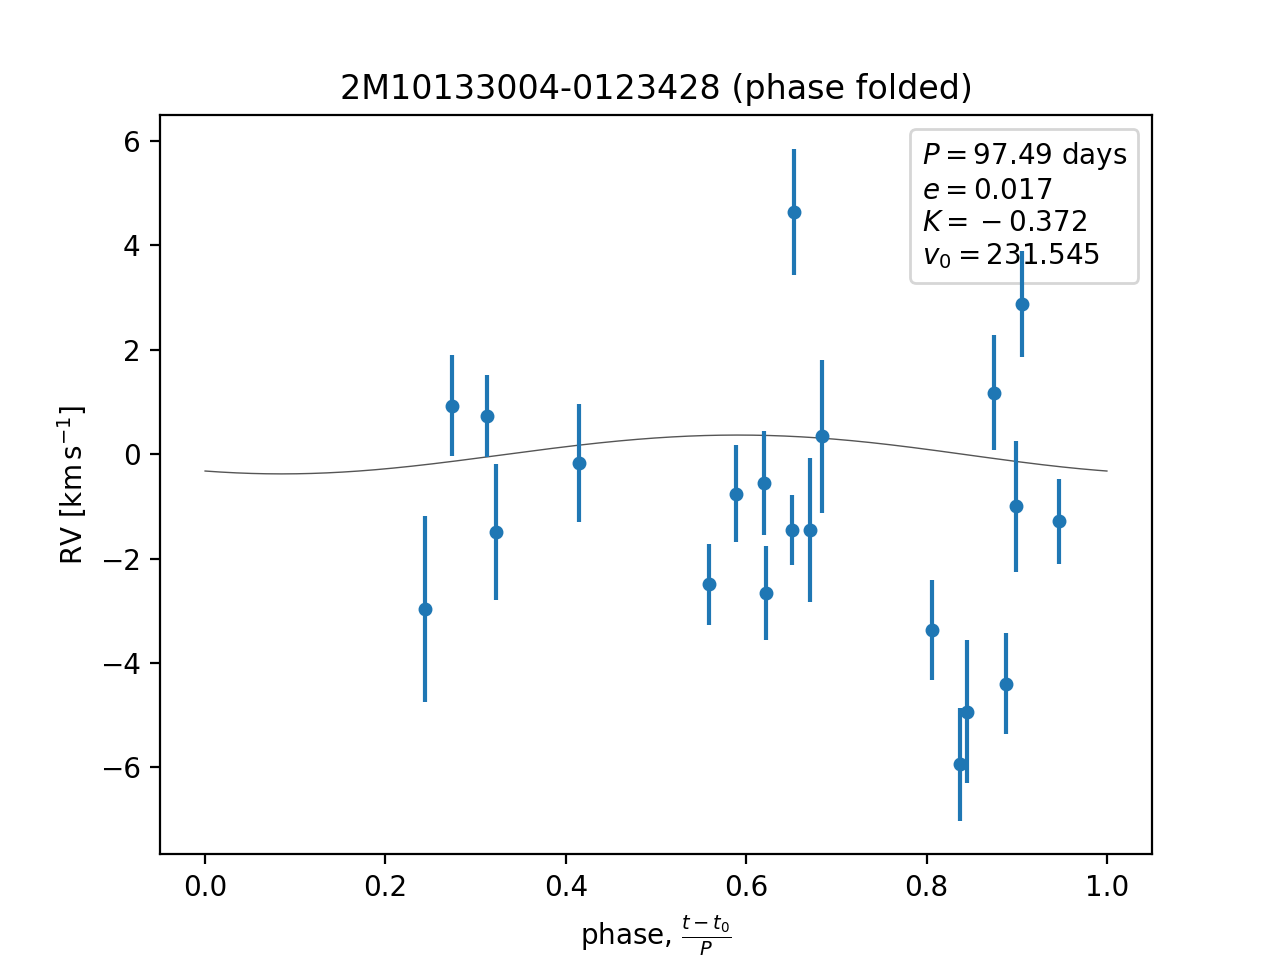 2M10133004-0123428 (phase folded)
P = 97.49 days
e = 0.017
K = −0.372
v₀ = 231.545
6
4
2
0
−2
−4
−6
RV [km s⁻¹]
0.0 0.2 0.4 0.6 0.8 1.0
phase, (t − t₀)/P